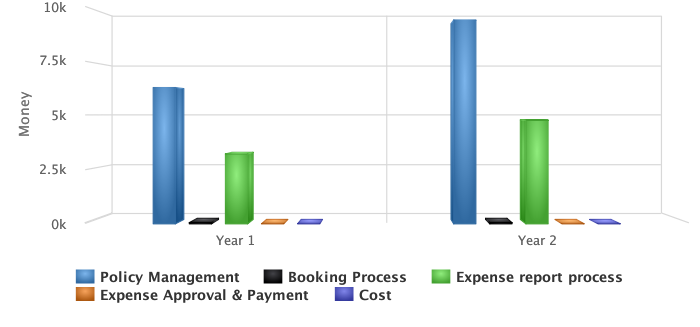 10k
7.5k
5k
2.5k
0k
Money
Year 1 Year 2
Policy Management Booking Process Expense report process
Expense Approval & Payment Cost